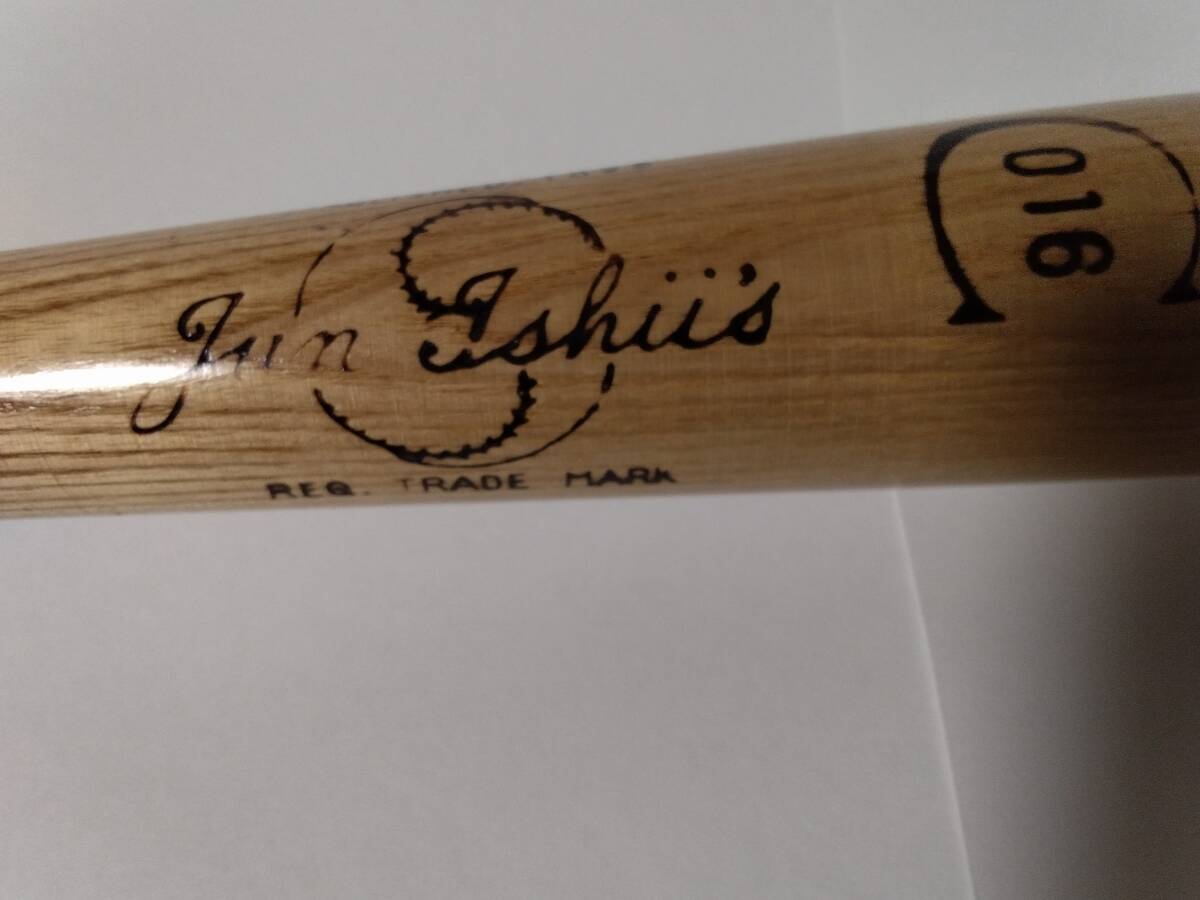 Jun Ishii's
REG. TRADE MARK
016